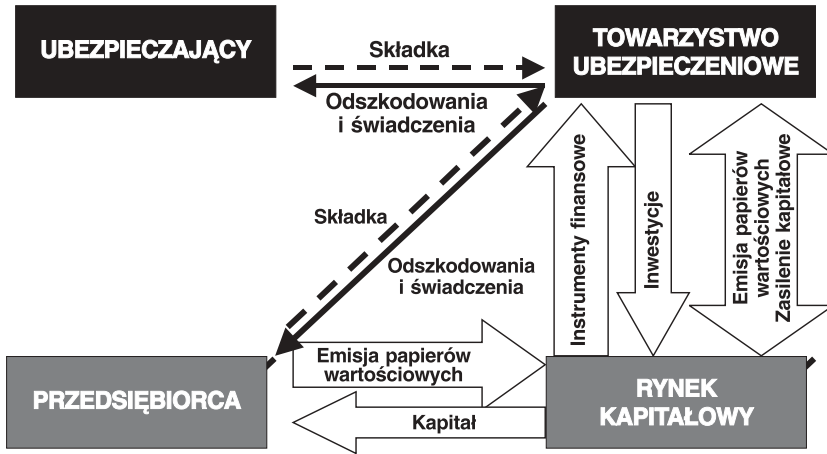 UBEZPIECZAJĄCY
Składka
TOWARZYSTWO
UBEZPIECZENIOWE
Odszkodowania
i świadczenia
Składka
Odszkodowania
i świadczenia
Instrumenty finansowe
Inwestycje
Emisja papierów
wartościowych
Zasilenie kapitałowe
Emisja papierów
wartościowych
PRZEDSIĘBIORCA
Kapitał
RYNEK
KAPITAŁOWY